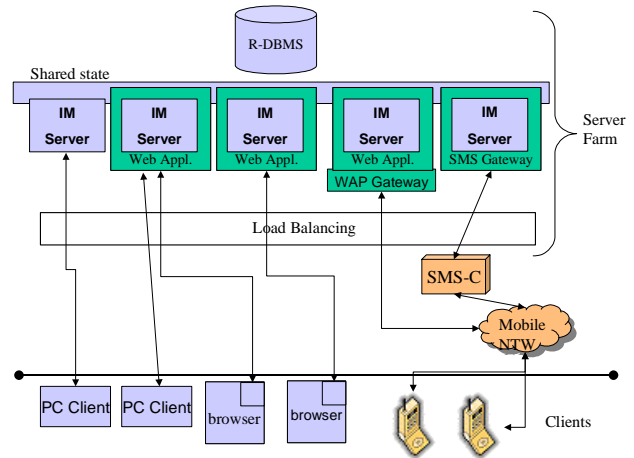 R-DBMS
Shared state
IM
Server
IM
Server
Web Appl.
IM
Server
Web Appl.
IM
Server
Web Appl.
WAP Gateway
IM
Server
SMS Gateway
Server
Farm
Load Balancing
SMS-C
Mobile
NTW
PC Client
PC Client
browser
browser
Clients